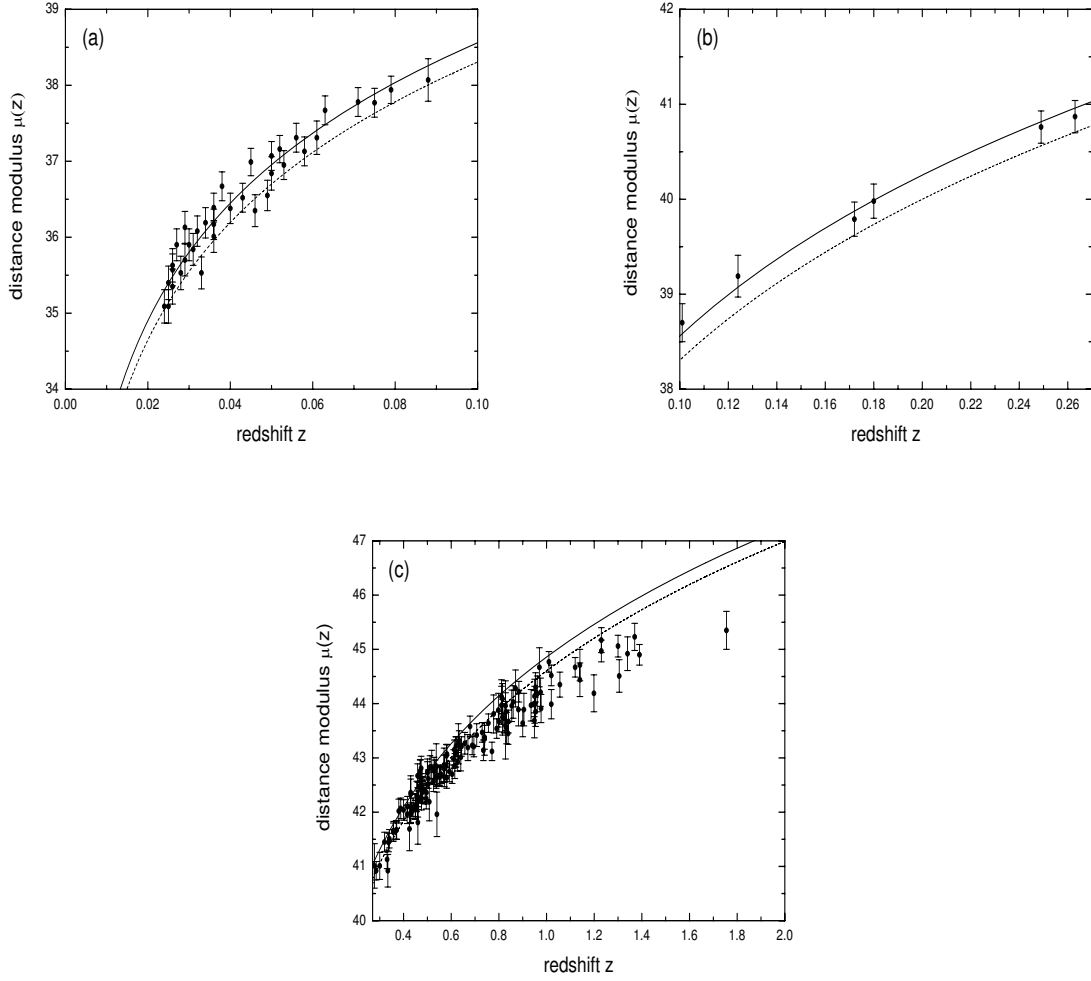 (a)
distance modulus μ(z)
39
38
37
36
35
34
0.00 0.02 0.04 0.06 0.08 0.10
redshift z
(b)
distance modulus μ(z)
42
41
40
39
38
0.10 0.12 0.14 0.16 0.18 0.20 0.22 0.24 0.26
redshift z
(c)
distance modulus μ(z)
47
46
45
44
43
42
41
40
0.4 0.6 0.8 1.0 1.2 1.4 1.6 1.8 2.0
redshift z